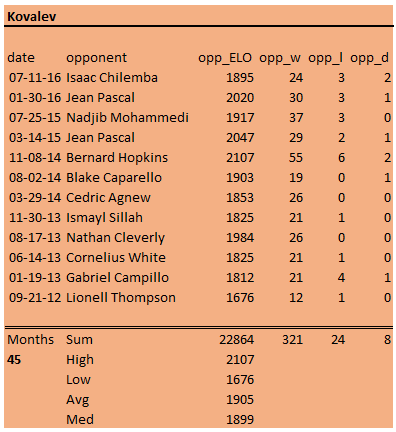 Kovalev
date opponent opp_ELO opp_w opp_l opp_d
07-11-16 Isaac Chilemba 1895 24 3 2
01-30-16 Jean Pascal 2020 30 3 1
07-25-15 Nadjib Mohammedi 1917 37 3 0
03-14-15 Jean Pascal 2047 29 2 1
11-08-14 Bernard Hopkins 2107 55 6 2
08-02-14 Blake Caparello 1903 19 0 1
03-29-14 Cedric Agnew 1853 26 0 0
11-30-13 Ismayl Sillah 1825 21 1 0
08-17-13 Nathan Cleverly 1984 26 0 0
06-14-13 Cornelius White 1825 21 1 0
01-19-13 Gabriel Campillo 1812 21 4 1
09-21-12 Lionell Thompson 1676 12 1 0
Months Sum 22864 321 24 8
45 High 2107
Low 1676
Avg 1905
Med 1899